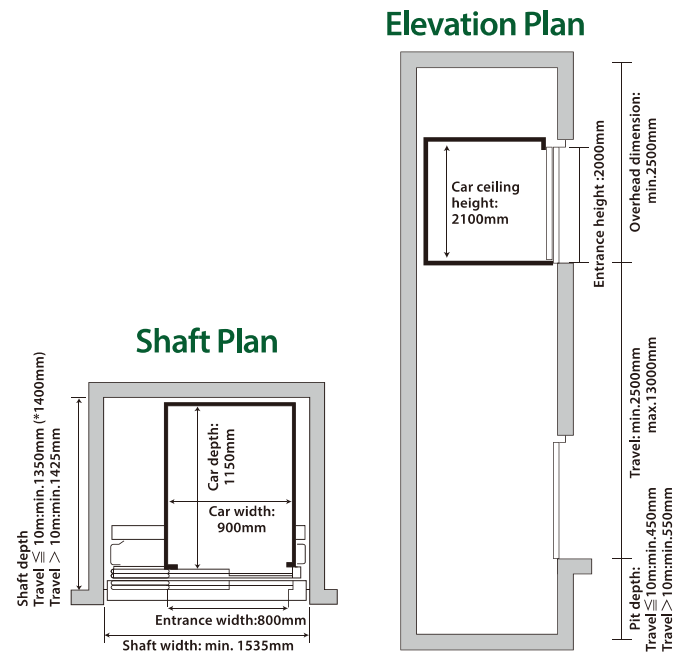 Elevation Plan
Car ceiling
height:
2100mm
Entrance height :2000mm
Overhead dimension:
min.2500mm
Travel: min.2500mm
max.13000mm
Pit depth:
Travel≦10m:min.450mm
Travel＞10m:min.550mm
Shaft Plan
Shaft depth
Travel ≦ 10m:min.1350mm (*1400mm)
Travel ＞ 10m:min.1425mm
Car depth:
1150mm
Car width:
900mm
Entrance width:800mm
Shaft width: min. 1535mm